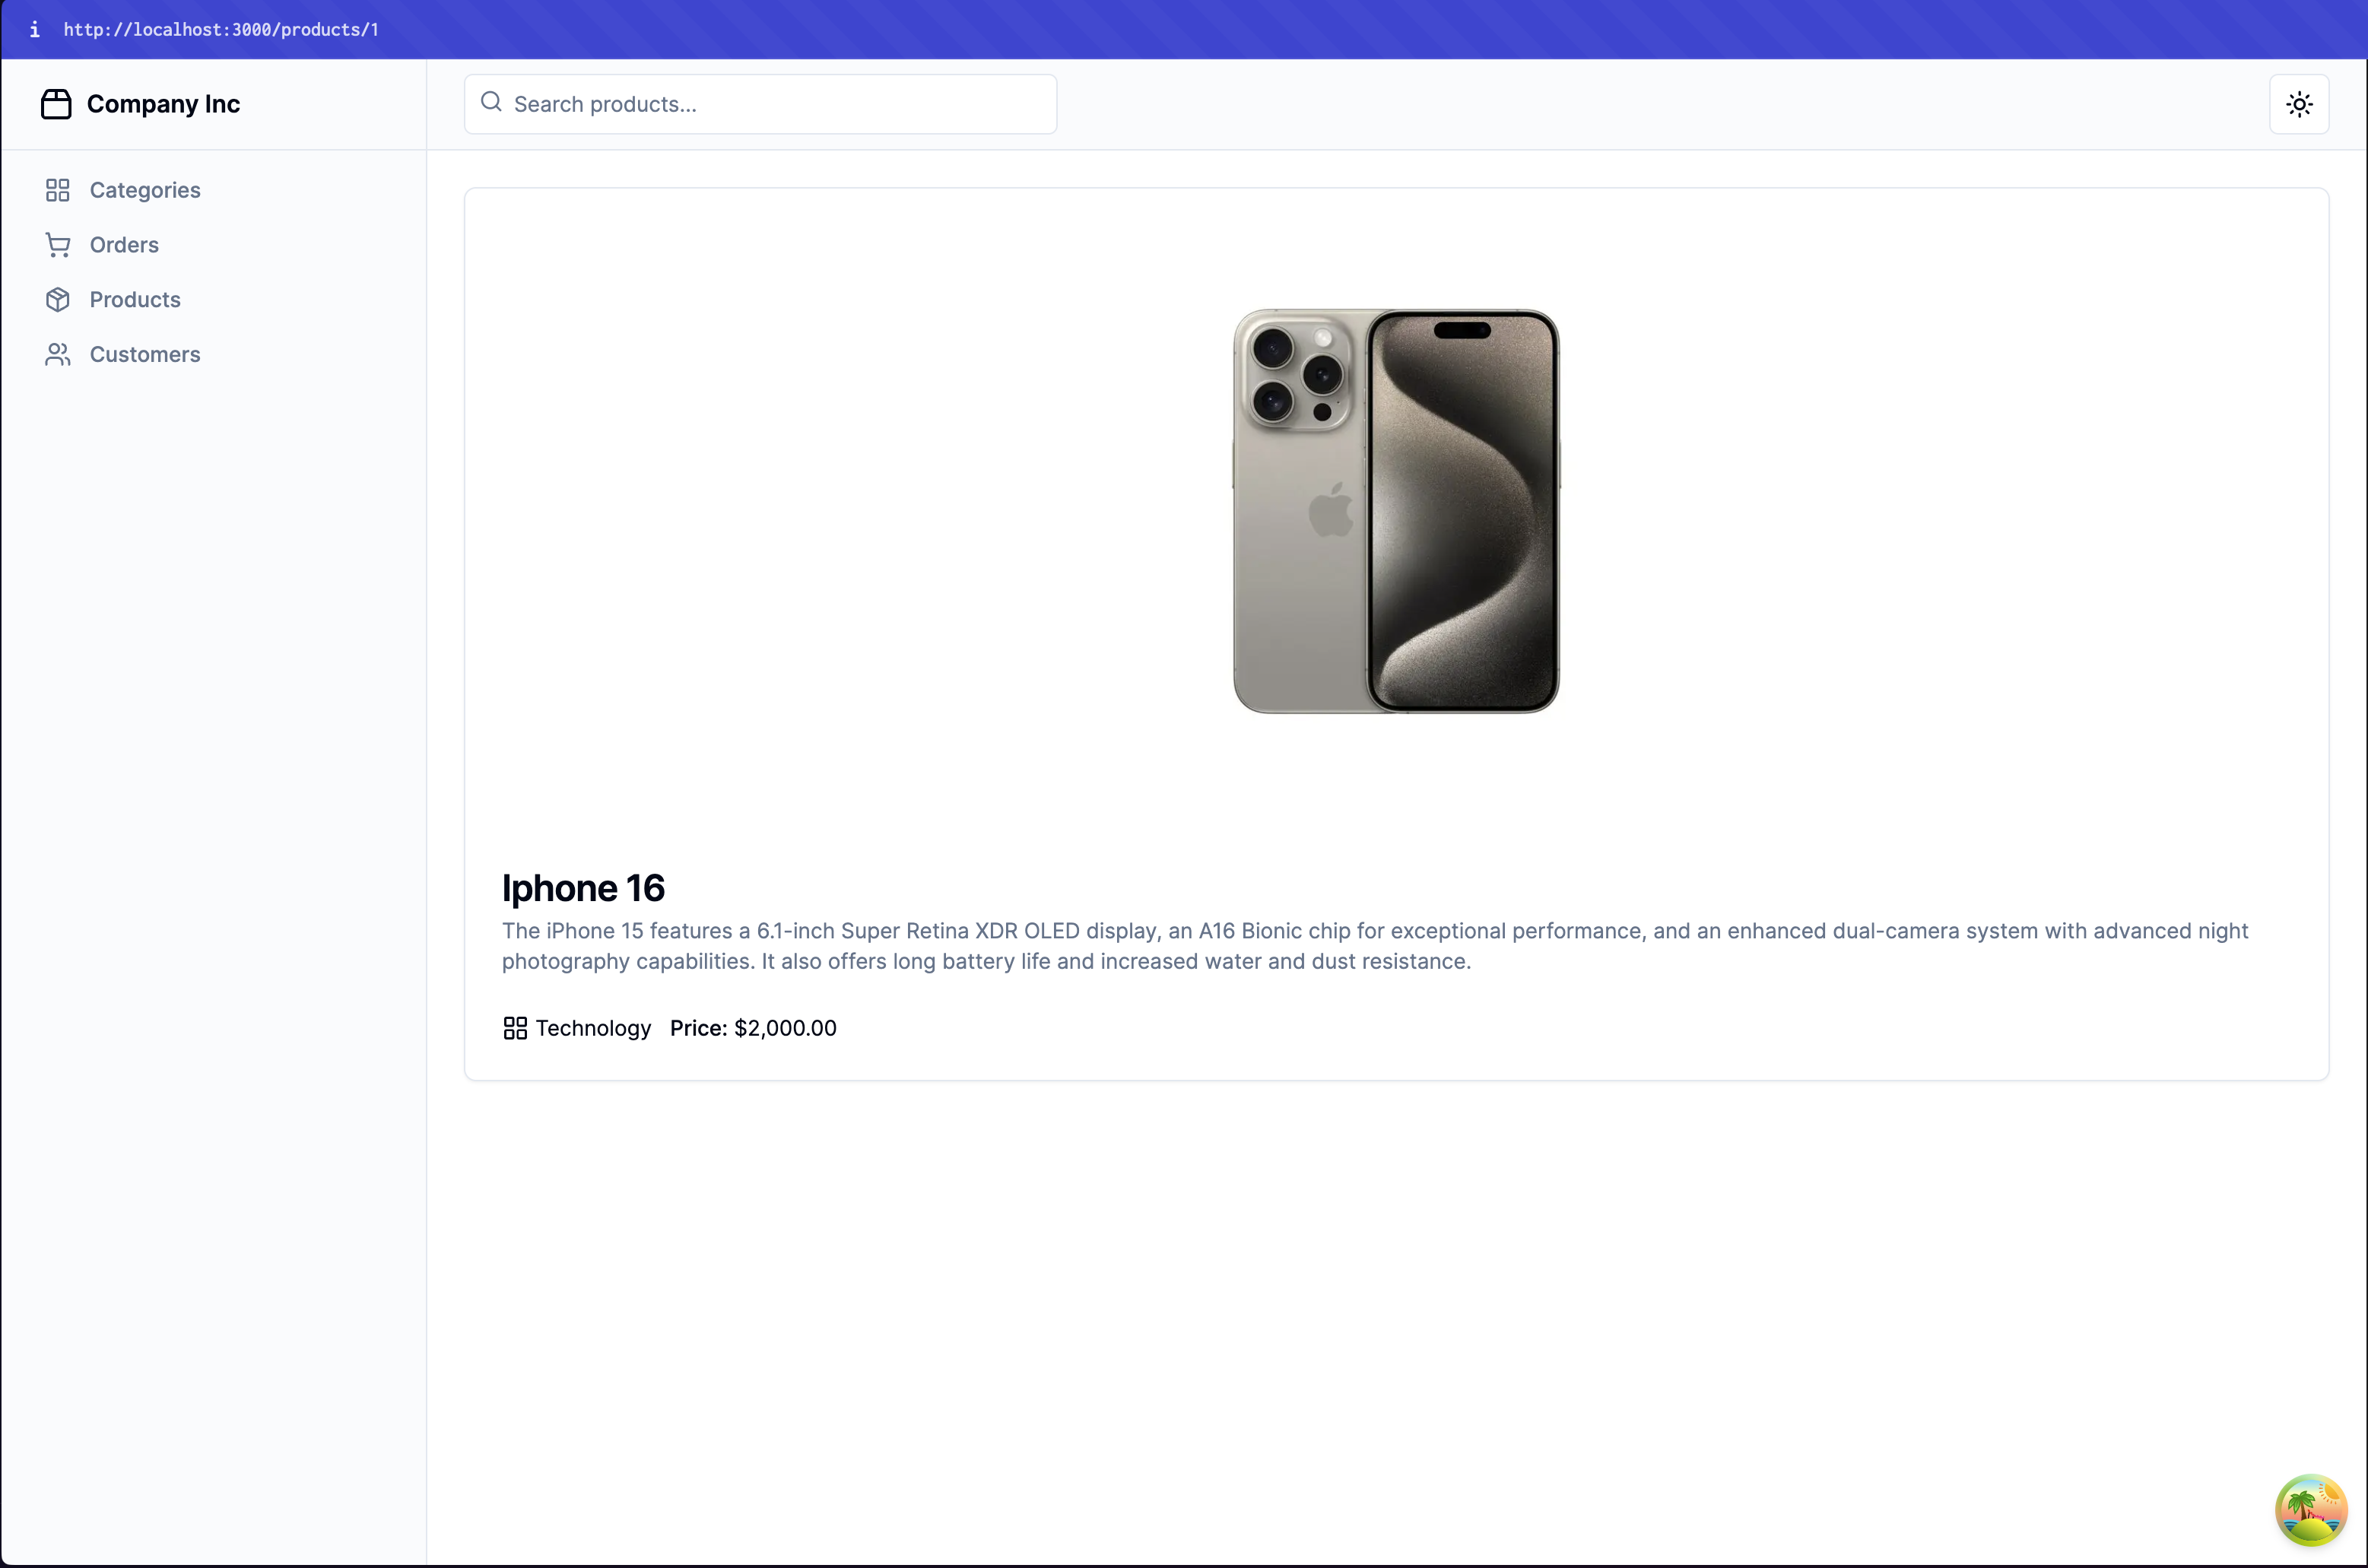 i http://localhost:3000/products/1
Company Inc
Search products...
Categories
Orders
Products
Customers
Iphone 16
The iPhone 15 features a 6.1-inch Super Retina XDR OLED display, an A16 Bionic chip for exceptional performance, and an enhanced dual-camera system with advanced night
photography capabilities. It also offers long battery life and increased water and dust resistance.
Technology Price: $2,000.00